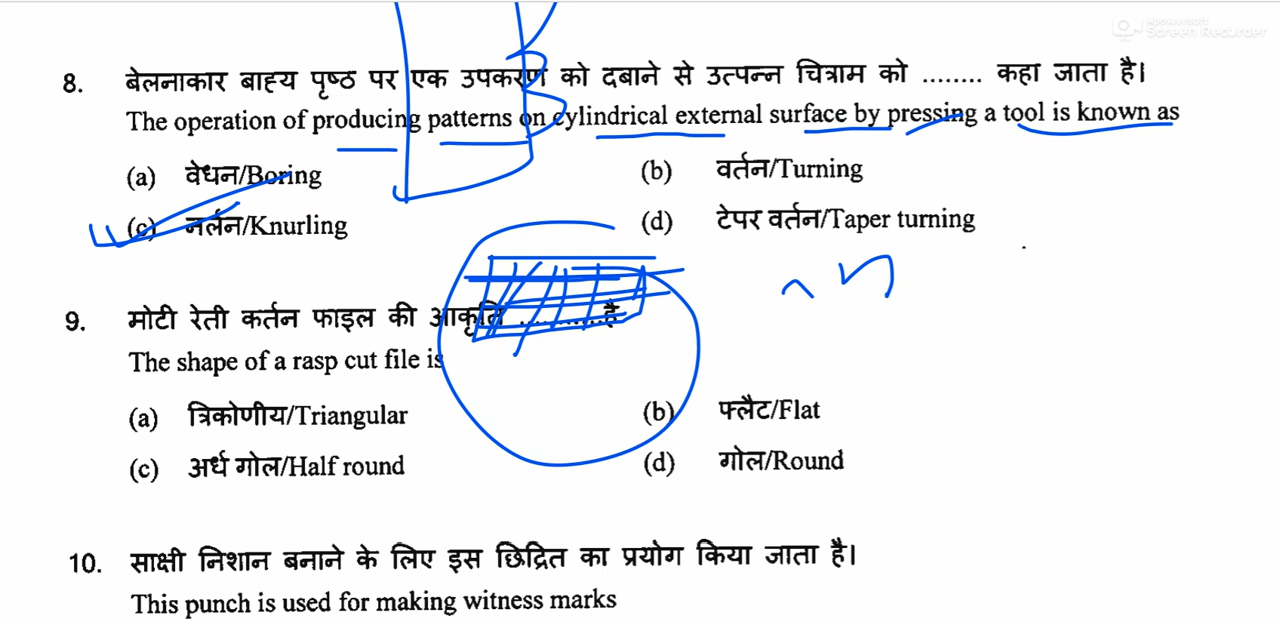 Apowersoft
Screen Recorder
8. बेलनाकार बाह्य पृष्ठ पर एक उपकरण को दबाने से उत्पन्न चित्राम को ........ कहा जाता है।
The operation of producing patterns on cylindrical external surface by pressing a tool is known as
(a) वेधन/Boring (b) वर्तन/Turning
(c) नर्लन/Knurling (d) टेपर वर्तन/Taper turning
9. मोटी रेती कर्तन फाइल की आकृति ........... है
The shape of a rasp cut file is
(a) त्रिकोणीय/Triangular (b) फ्लैट/Flat
(c) अर्ध गोल/Half round (d) गोल/Round
10. साक्षी निशान बनाने के लिए इस छिद्रित का प्रयोग किया जाता है।
This punch is used for making witness marks